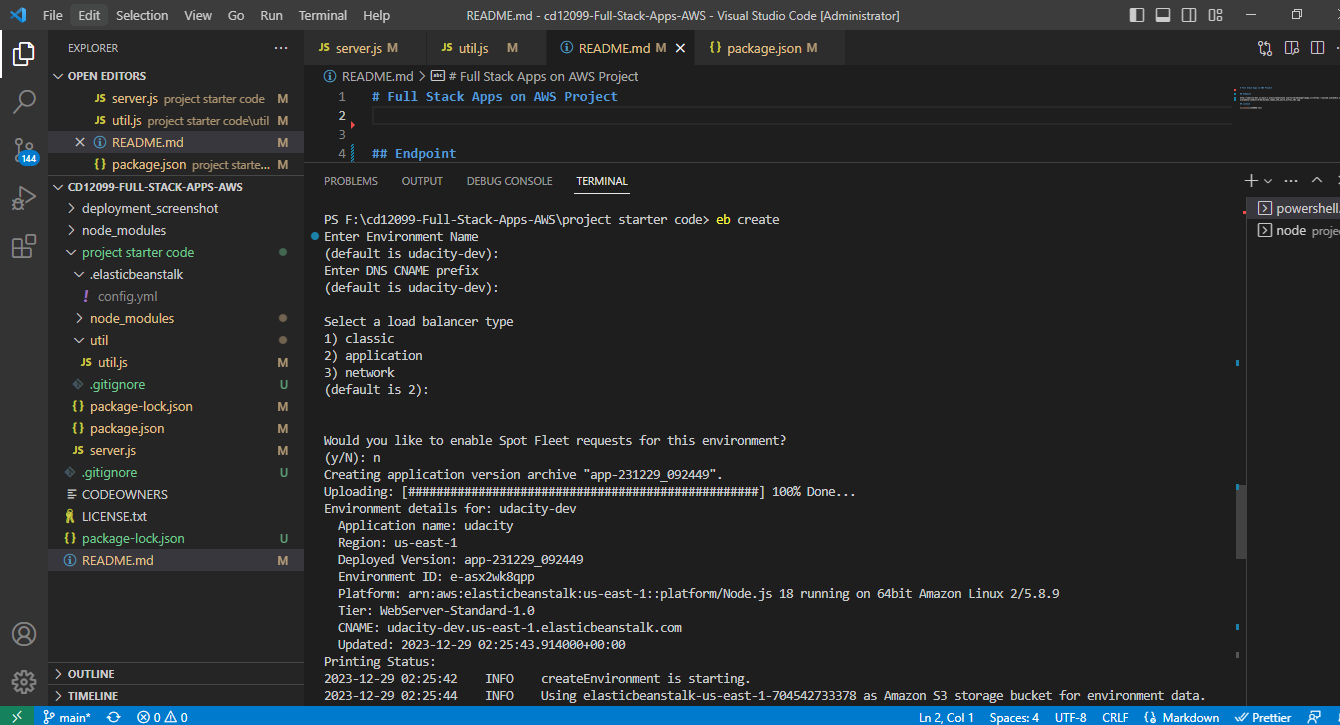 File Edit Selection View Go Run Terminal Help README.md - cd12099-Full-Stack-Apps-AWS - Visual Studio Code [Administrator]
EXPLORER
OPEN EDITORS
JS server.js project starter code M
JS util.js project starter code\util M
README.md M
{} package.json project starte... M
CD12099-FULL-STACK-APPS-AWS
deployment_screenshot
node_modules
project starter code
.elasticbeanstalk
! config.yml
node_modules
util
JS util.js M
.gitignore U
{} package-lock.json M
{} package.json M
JS server.js M
.gitignore U
CODEOWNERS
LICENSE.txt
{} package-lock.json U
README.md M
OUTLINE
TIMELINE
144
JS server.js M JS util.js M README.md M {} package.json M
README.md > abc # Full Stack Apps on AWS Project
1 # Full Stack Apps on AWS Project
2
3
4 ## Endpoint
PROBLEMS OUTPUT DEBUG CONSOLE TERMINAL
powershell
node proje
PS F:\cd12099-Full-Stack-Apps-AWS\project starter code> eb create
Enter Environment Name
(default is udacity-dev):
Enter DNS CNAME prefix
(default is udacity-dev):
Select a load balancer type
1) classic
2) application
3) network
(default is 2):
Would you like to enable Spot Fleet requests for this environment?
(y/N): n
Creating application version archive "app-231229_092449".
Uploading: [##################################################] 100% Done...
Environment details for: udacity-dev
Application name: udacity
Region: us-east-1
Deployed Version: app-231229_092449
Environment ID: e-asx2wk8qpp
Platform: arn:aws:elasticbeanstalk:us-east-1::platform/Node.js 18 running on 64bit Amazon Linux 2/5.8.9
Tier: WebServer-Standard-1.0
CNAME: udacity-dev.us-east-1.elasticbeanstalk.com
Updated: 2023-12-29 02:25:43.914000+00:00
Printing Status:
2023-12-29 02:25:42 INFO createEnvironment is starting.
2023-12-29 02:25:44 INFO Using elasticbeanstalk-us-east-1-704542733378 as Amazon S3 storage bucket for environment data.
main* 0 0 Ln 2, Col 1 Spaces: 4 UTF-8 CRLF {} Markdown Prettier